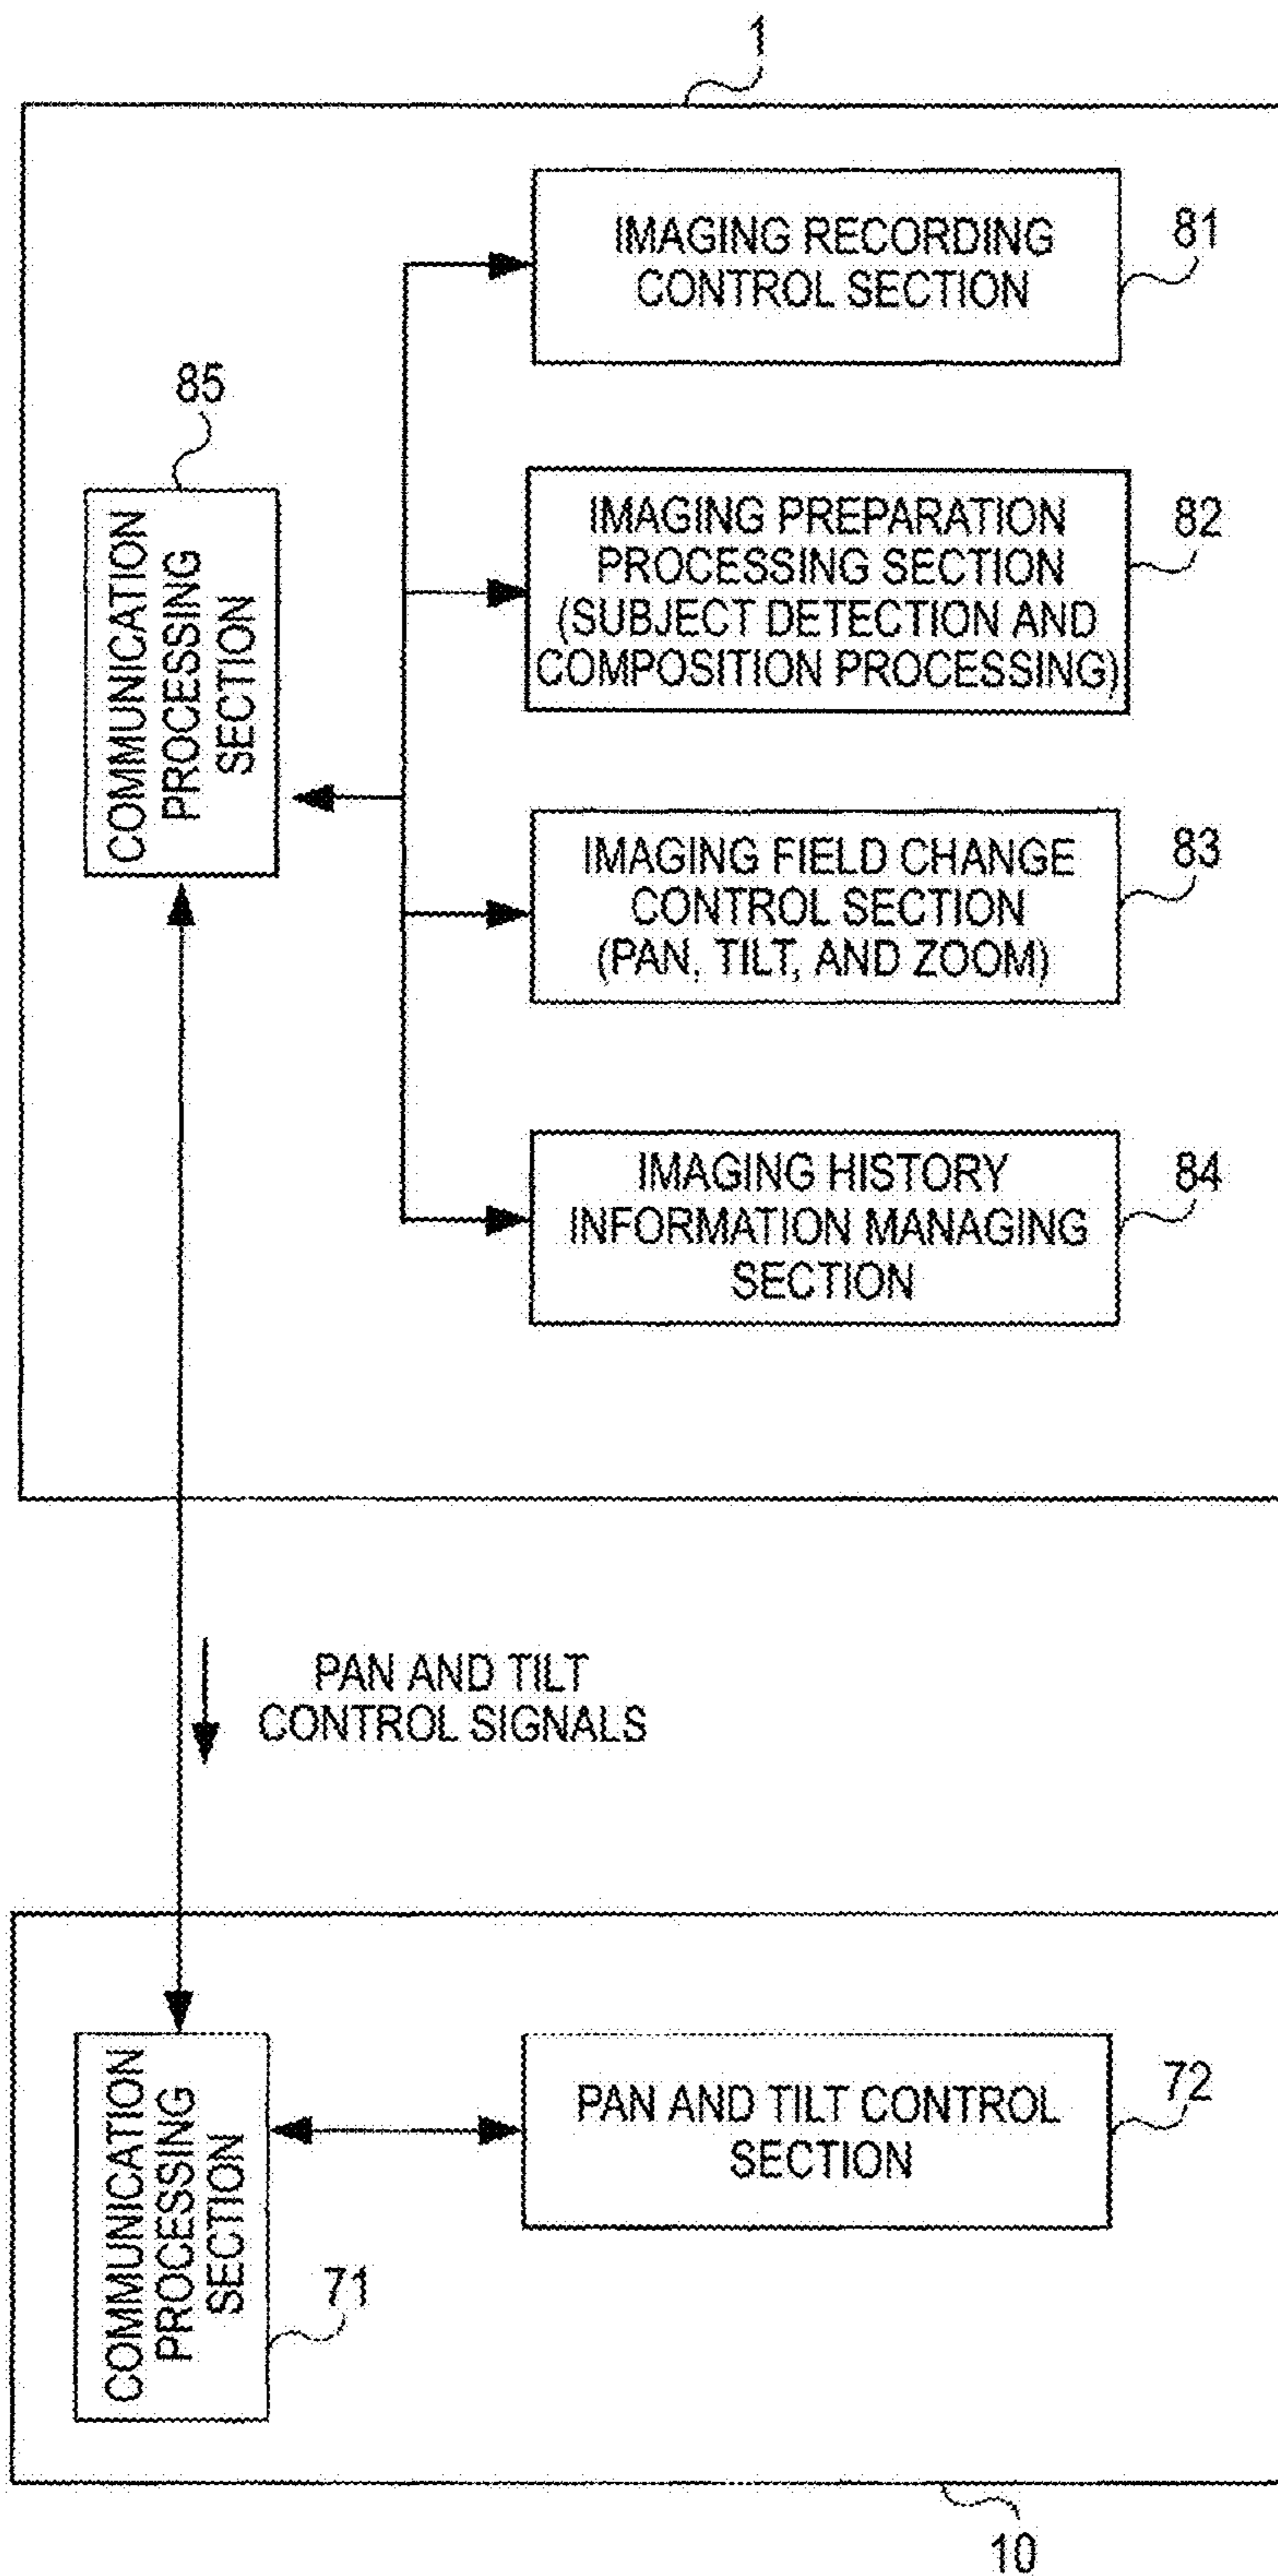 1
IMAGING RECORDING
CONTROL SECTION
81
85
COMMUNICATION
PROCESSING
SECTION
IMAGING PREPARATION
PROCESSING SECTION
(SUBJECT DETECTION AND
COMPOSITION PROCESSING)
82
IMAGING FIELD CHANGE
CONTROL SECTION
(PAN, TILT, AND ZOOM)
83
IMAGING HISTORY
INFORMATION MANAGING
SECTION
84
PAN AND TILT
CONTROL SIGNALS
COMMUNICATION
PROCESSING
SECTION
71
PAN AND TILT CONTROL
SECTION
72
10